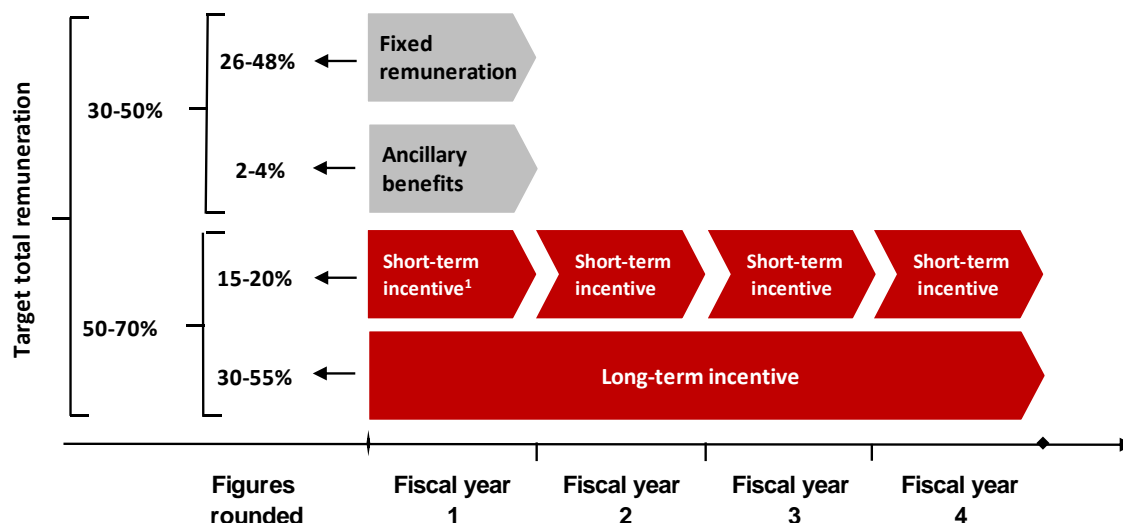 Target total remuneration
30-50%
26-48%
Fixed
remuneration
2-4%
Ancillary
benefits
50-70%
15-20%
Short-term
incentive1
Short-term
incentive
Short-term
incentive
Short-term
incentive
30-55%
Long-term incentive
Figures
rounded
Fiscal year
1
Fiscal year
2
Fiscal year
3
Fiscal year
4